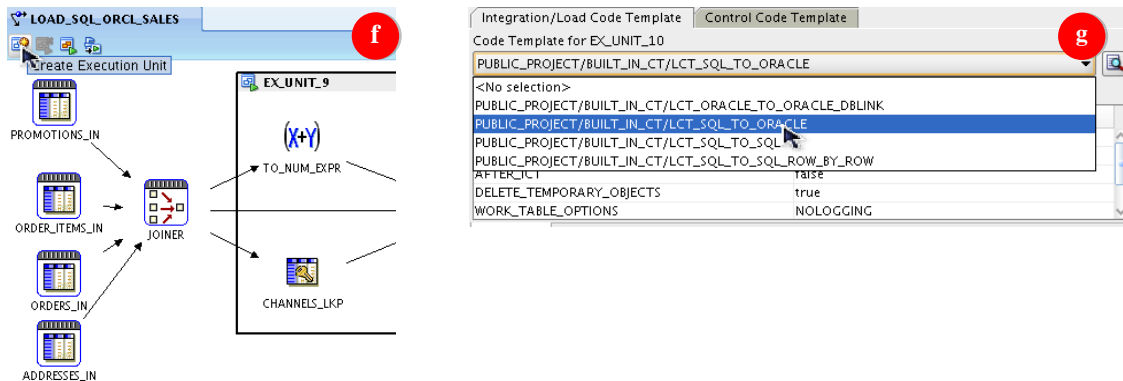 LOAD_SQL_ORCL_SALES
f
Create Execution Unit
PROMOTIONS_IN
ORDER_ITEMS_IN
ORDERS_IN
ADDRESSES_IN
JOINER
EX_UNIT_9
(X+Y)
TO_NUM_EXPR
CHANNELS_LKP
Integration/Load Code Template Control Code Template
g
Code Template for EX_UNIT_10
PUBLIC_PROJECT/BUILT_IN_CT/LCT_SQL_TO_ORACLE
<No selection>
PUBLIC_PROJECT/BUILT_IN_CT/LCT_ORACLE_TO_ORACLE_DBLINK
PUBLIC_PROJECT/BUILT_IN_CT/LCT_SQL_TO_ORACLE
PUBLIC_PROJECT/BUILT_IN_CT/LCT_SQL_TO_SQL
PUBLIC_PROJECT/BUILT_IN_CT/LCT_SQL_TO_SQL_ROW_BY_ROW
AFTER_ICT false
DELETE_TEMPORARY_OBJECTS true
WORK_TABLE_OPTIONS NOLOGGING